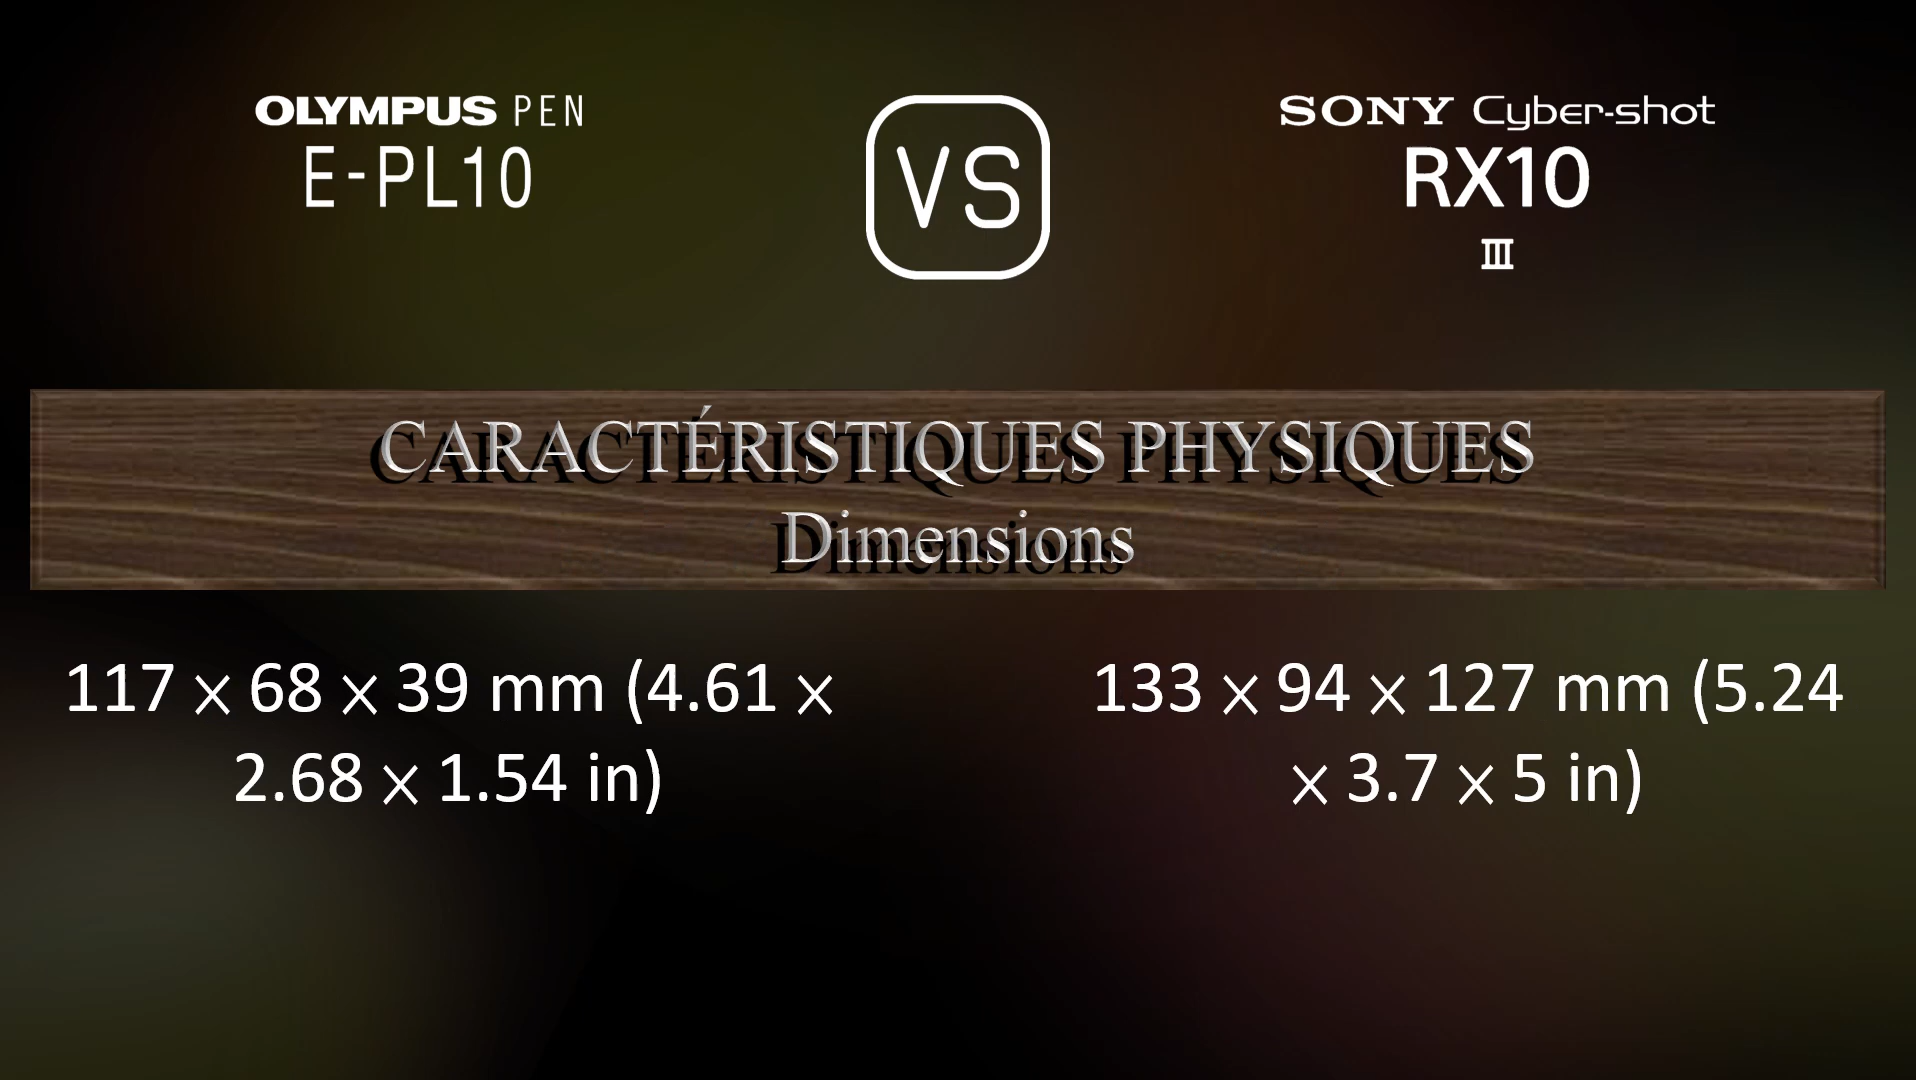 OLYMPUS PEN
E-PL10
VS
SONY Cyber-shot
RX10
III
CARACTÉRISTIQUES PHYSIQUES
Dimensions
117 x 68 x 39 mm (4.61 x
2.68 x 1.54 in)
133 x 94 x 127 mm (5.24
x 3.7 x 5 in)